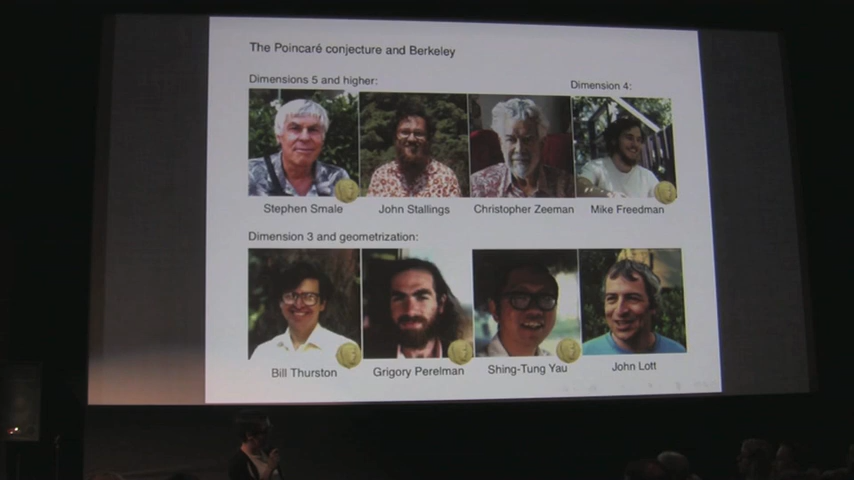 The Poincaré conjecture and Berkeley
Dimensions 5 and higher:
Dimension 4:
Stephen Smale
John Stallings
Christopher Zeeman
Mike Freedman
Dimension 3 and geometrization:
Bill Thurston
Grigory Perelman
Shing-Tung Yau
John Lott